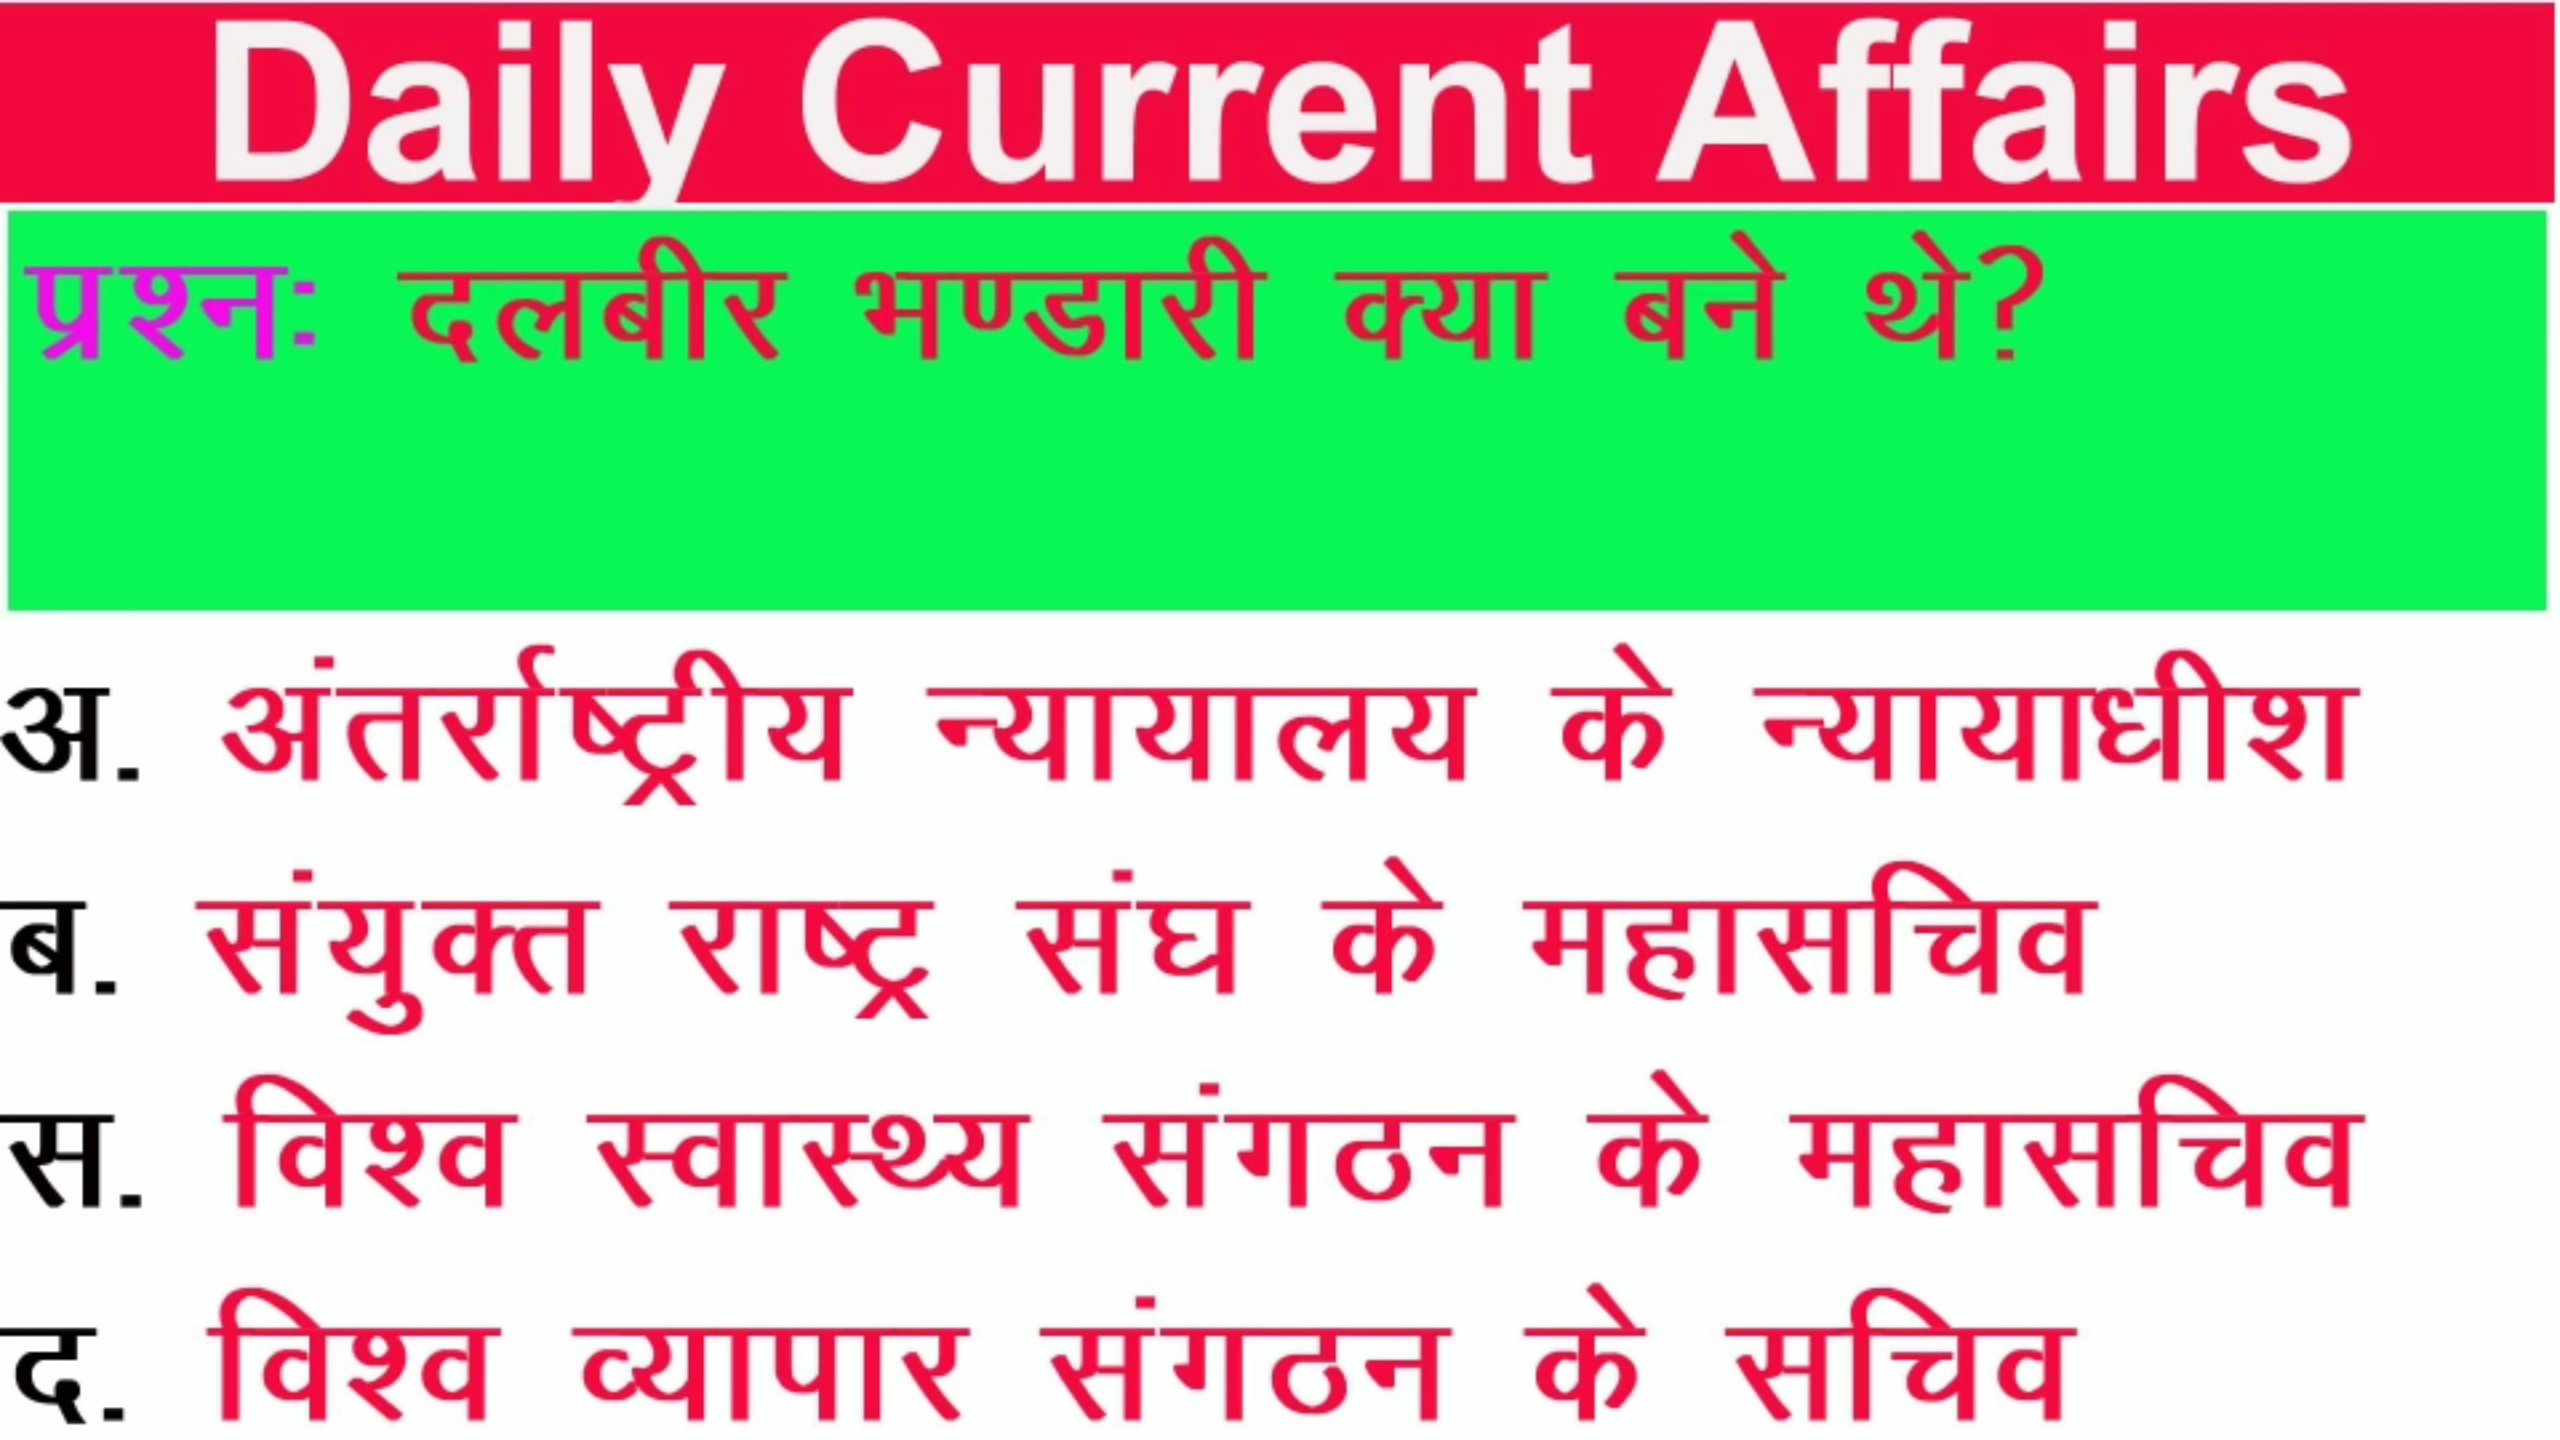 Daily Current Affairs
प्रश्न: दलबीर भण्डारी क्या बने थे?
अ. अंतर्राष्ट्रीय न्यायालय के न्यायाधीश
ब. संयुक्त राष्ट्र संघ के महासचिव
स. विश्व स्वास्थ्य संगठन के महासचिव
द. विश्व व्यापार संगठन के सचिव